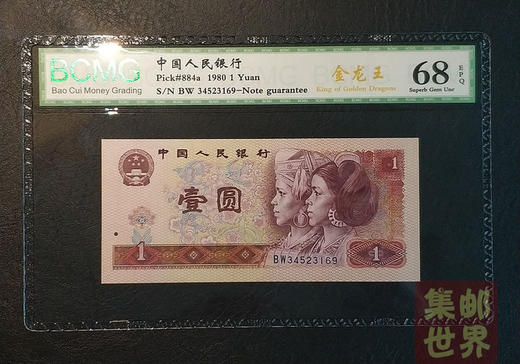 BCMG
Bao Cui Money Grading
中国人民银行
Pick#884a 1980 1 Yuan
S/N BW 34523169-Note guarantee
金龙王
King of Golden Dragons
68
EPQ
Superb Gem Unc
中国人民银行
1
壹圆
BW34523169
1
1
集邮
世界